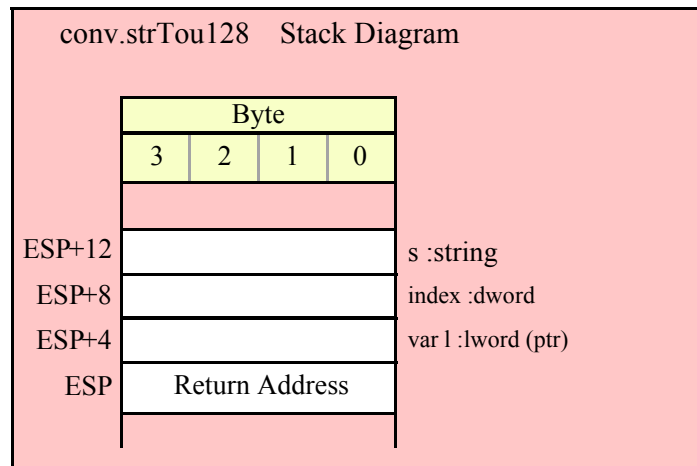 conv.strTou128 Stack Diagram
Byte
3 2 1 0
ESP+12 s :string
ESP+8 index :dword
ESP+4 var l :lword (ptr)
ESP Return Address